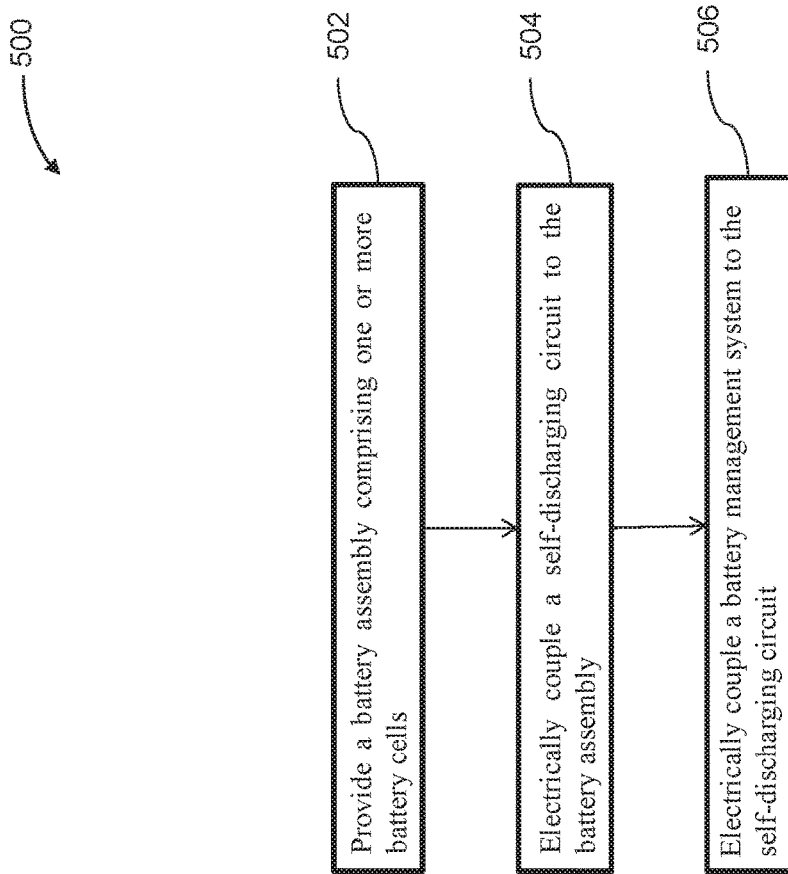 500
Provide a battery assembly comprising one or more
battery cells
502
Electrically couple a self-discharging circuit to the
battery assembly
504
Electrically couple a battery management system to the
self-discharging circuit
506